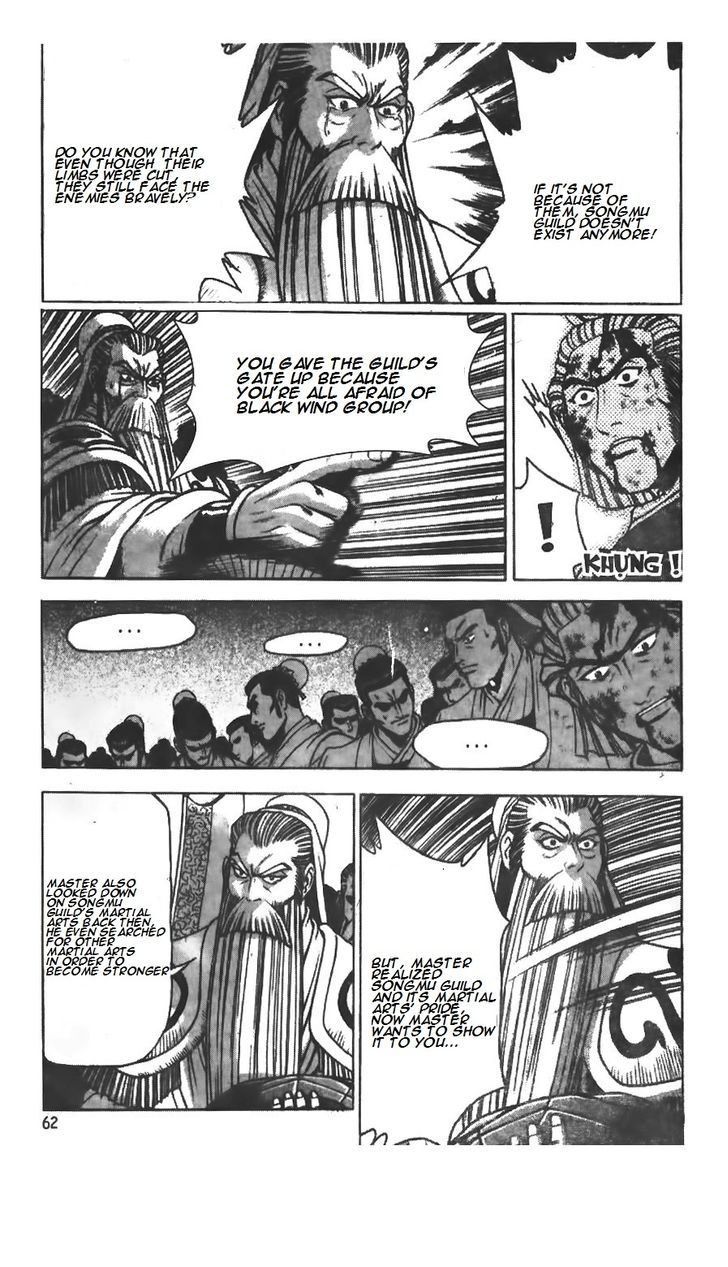 DO YOU KNOW THAT
EVEN THOUGH THEIR
LIMBS WERE CUT,
THEY STILL FACE THE
ENEMIES BRAVELY?
IF IT'S NOT
BECAUSE OF
THEM, SONGMU
GUILD DOESN'T
EXIST ANYMORE!
YOU GAVE THE GUILD'S
GATE UP BECAUSE
YOU'RE ALL AFRAID OF
BLACK WIND GROUP!
!
KHỤNG !
...
...
...
MASTER ALSO
LOOKED DOWN
ON SONGMU
GUILD'S MARTIAL
ARTS BACK THEN,
HE EVEN SEARCHED
FOR OTHER
MARTIAL ARTS
IN ORDER TO
BECOME STRONGER
BUT, MASTER
REALIZED
SONGMU GUILD
AND ITS MARTIAL
ARTS' PRIDE,
NOW MASTER
WANTS TO SHOW
IT TO YOU...
62